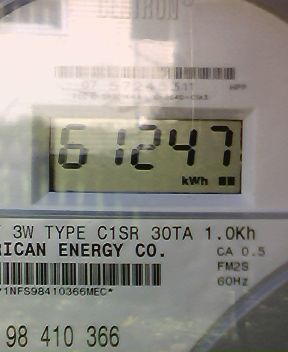 HPP
61247
kWh
3W TYPE C1SR 30TA 1.0Kh
RICAN ENERGY CO.
CA 0.5
FM2S
60Hz
*1NFS98410366MEC*
98 410 366